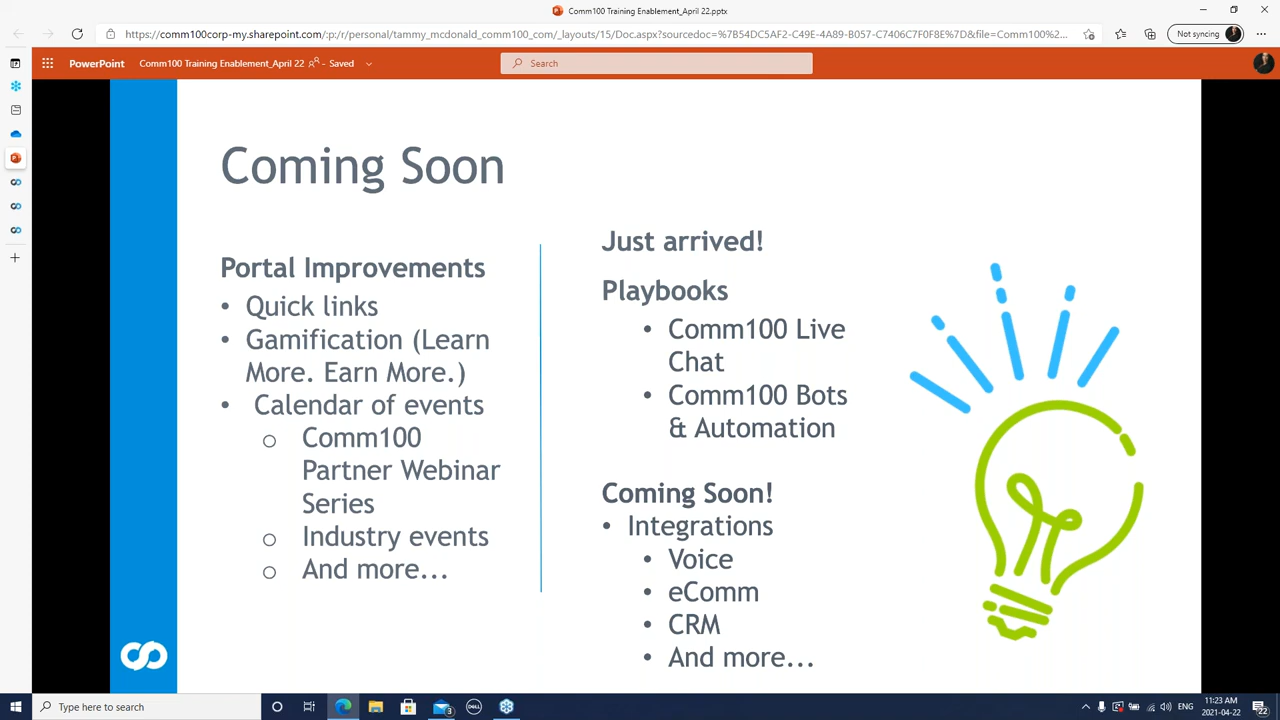 Comm100 Training Enablement_April 22.pptx
https://comm100corp-my.sharepoint.com/:p:/r/personal/tammy_mcdonald_comm100_com/_layouts/15/Doc.aspx?sourcedoc=%7B54DC5AF2-C49E-4A89-B057-C7406C7F0F8E%7D&file=Comm100%2...
Not syncing
PowerPoint
Comm100 Training Enablement_April 22
- Saved
Search
Coming Soon
Portal Improvements
• Quick links
• Gamification (Learn
More. Earn More.)
• Calendar of events
o Comm100
Partner Webinar
Series
o Industry events
o And more...
Just arrived!
Playbooks
• Comm100 Live
Chat
• Comm100 Bots
& Automation
Coming Soon!
• Integrations
• Voice
• eComm
• CRM
• And more...
Type here to search
DELL
3
ENG
11:23 AM
2021-04-22
22